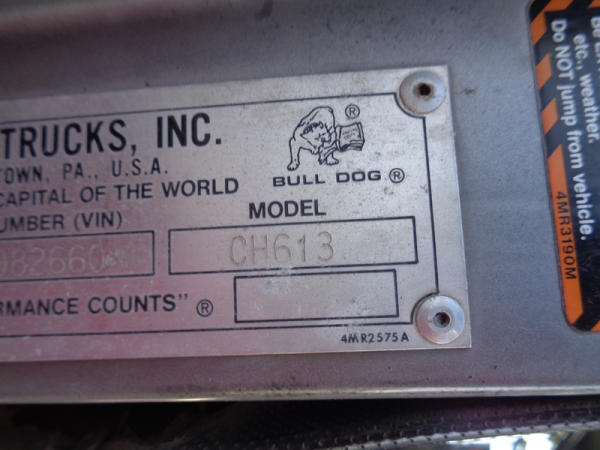 TRUCKS, INC.
TOWN, PA., U.S.A.
CAPITAL OF THE WORLD
BULL DOG ®
®
UMBER (VIN)
MODEL
082660
CH613
RMANCE COUNTS" ®
4MR2575A
etc., weather.
Do NOT jump from vehicle.
4MR3190M